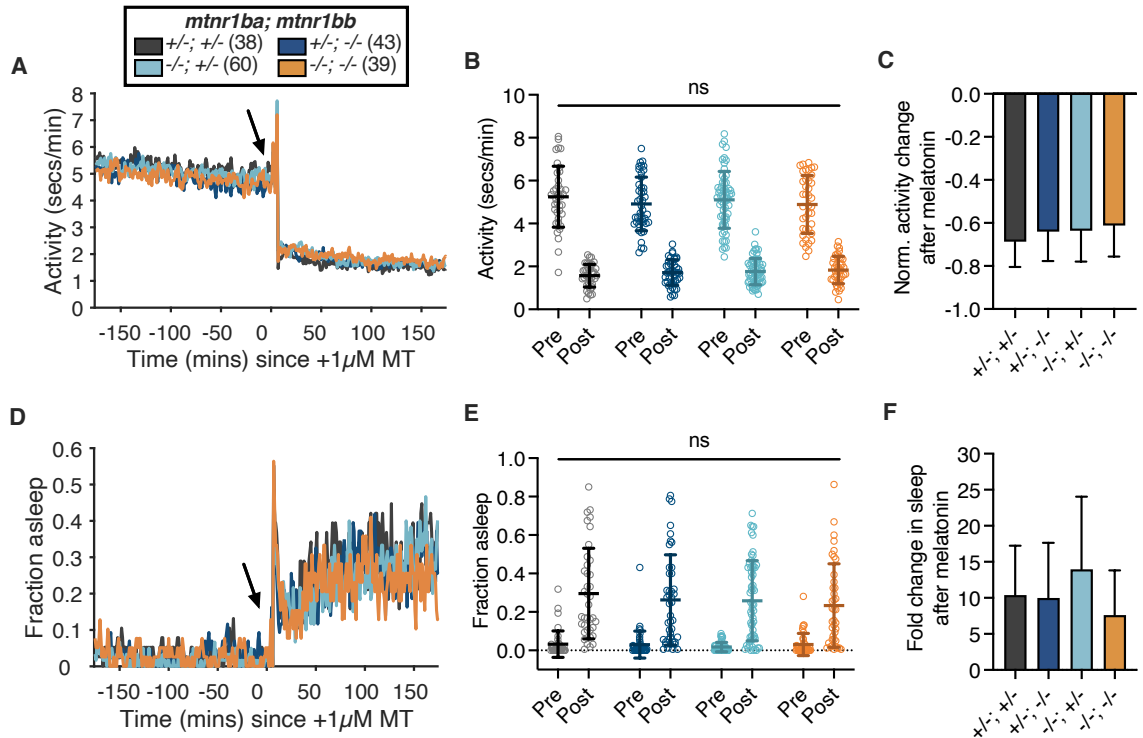 mtnr1ba; mtnr1bb
+/-; +/- (38) +/-; -/- (43)
-/-; +/- (60) -/-; -/- (39)
A
Activity (secs/min)
8
7
6
5
4
3
2
1
0
-150 -100 -50 0 50 100 150
Time (mins) since +1µM MT
B
ns
Activity (secs/min)
10
8
6
4
2
0
Pre Post Pre Post Pre Post Pre Post
C
Norm. activity change
after melatonin
0.0
-0.2
-0.4
-0.6
-0.8
-1.0
+/-; +/- +/-; -/- -/-; +/- -/-; -/-
D
Fraction asleep
0.6
0.5
0.4
0.3
0.2
0.1
0
-150 -100 -50 0 50 100 150
Time (mins) since +1µM MT
E
ns
Fraction asleep
1.0
0.8
0.6
0.4
0.2
0.0
Pre Post Pre Post Pre Post Pre Post
F
Fold change in sleep
after melatonin
30
25
20
15
10
5
0
+/-; +/- +/-; -/- -/-; +/- -/-; -/-